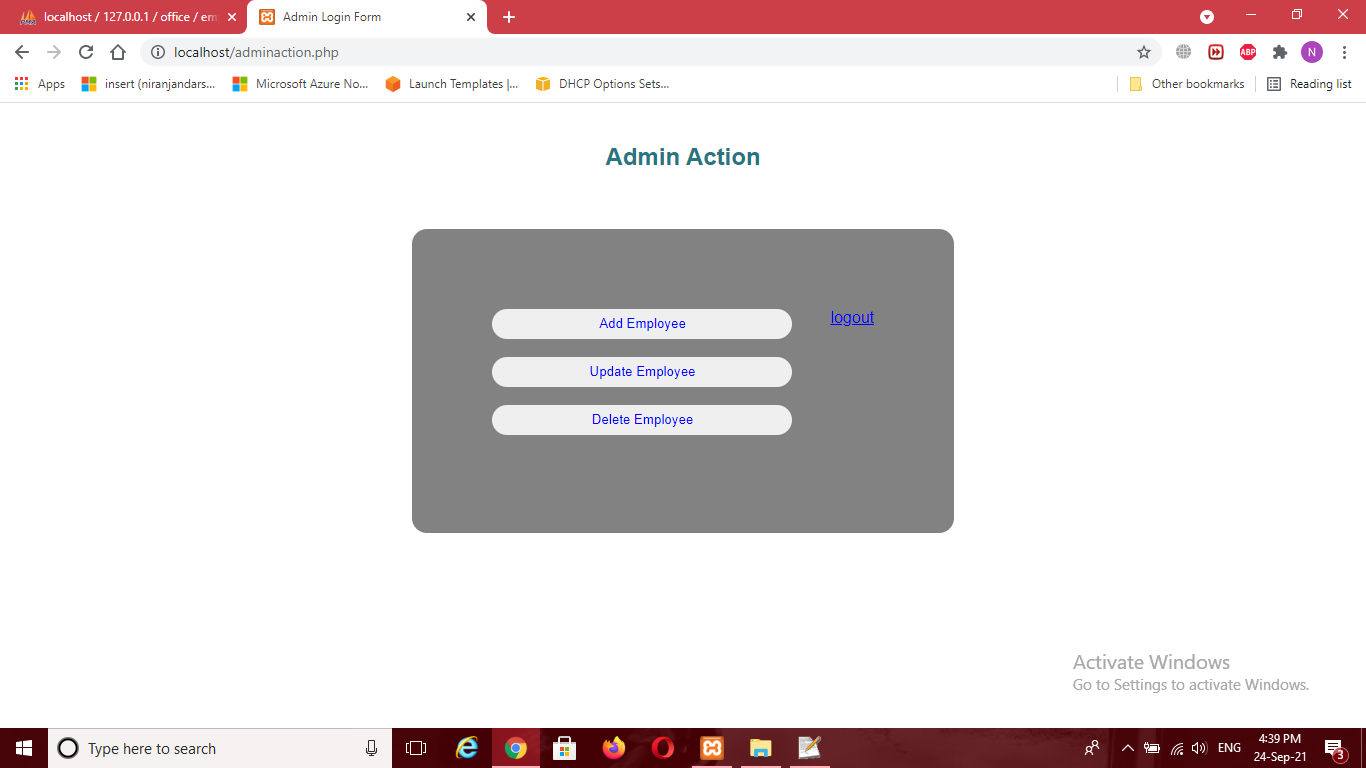 localhost / 127.0.0.1 / office / em
Admin Login Form
localhost/adminaction.php
ABP
N
Apps
insert (niranjandars...
Microsoft Azure No...
Launch Templates |...
DHCP Options Sets...
Other bookmarks
Reading list
Admin Action
Add Employee
logout
Update Employee
Delete Employee
Activate Windows
Go to Settings to activate Windows.
Type here to search
ENG
4:39 PM
24-Sep-21
3